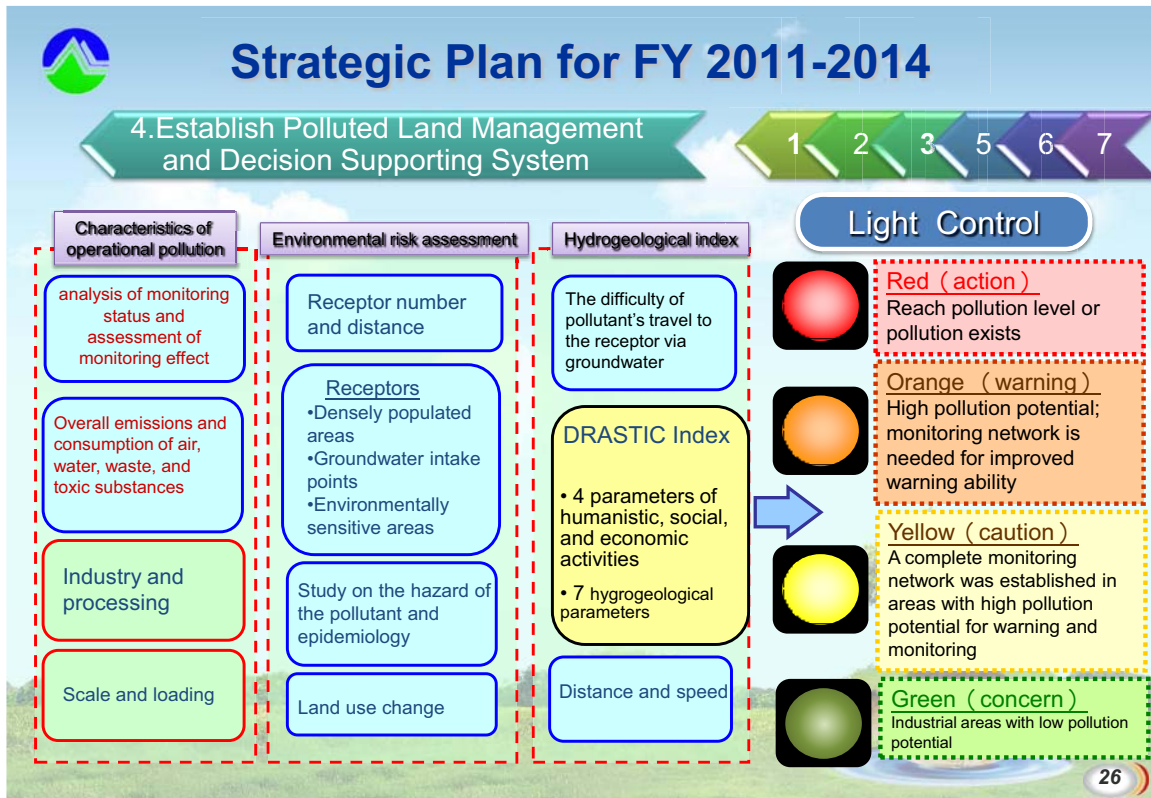 Strategic Plan for FY 2011-2014
4.Establish Polluted Land Management
and Decision Supporting System
1 2 3 5 6 7
Characteristics of
operational pollution
analysis of monitoring
status and
assessment of
monitoring effect
Overall emissions and
consumption of air,
water, waste, and
toxic substances
Industry and
processing
Scale and loading
Environmental risk assessment
Receptor number
and distance
Receptors
•Densely populated
areas
•Groundwater intake
points
•Environmentally
sensitive areas
Study on the hazard of
the pollutant and
epidemiology
Land use change
Hydrogeological index
The difficulty of
pollutant's travel to
the receptor via
groundwater
DRASTIC Index
• 4 parameters of
humanistic, social,
and economic
activities
• 7 hygrogeological
parameters
Distance and speed
Light Control
Red（action）
Reach pollution level or
pollution exists
Orange （warning）
High pollution potential;
monitoring network is
needed for improved
warning ability
Yellow（caution）
A complete monitoring
network was established in
areas with high pollution
potential for warning and
monitoring
Green（concern）
Industrial areas with low pollution
potential
26